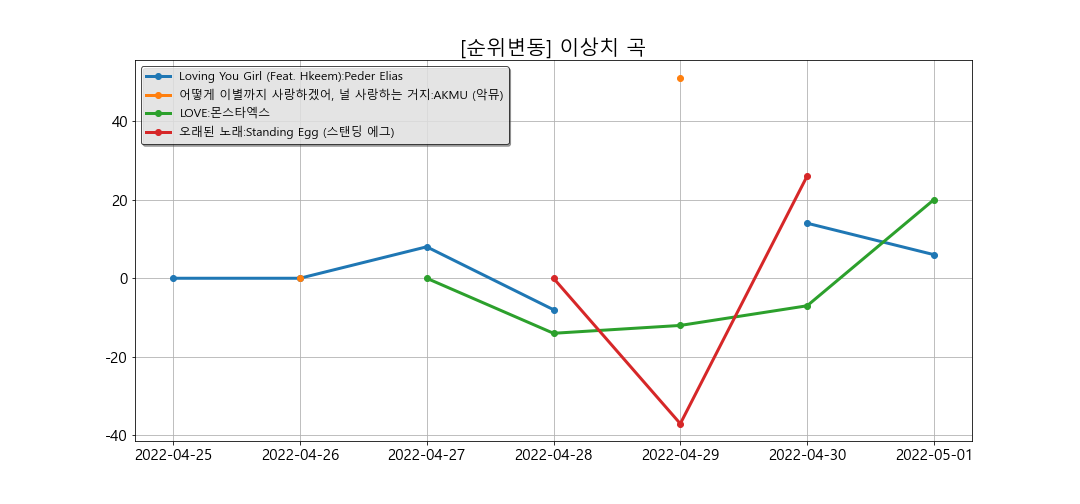 [순위변동] 이상치 곡
Loving You Girl (Feat. Hkeem):Peder Elias
어떻게 이별까지 사랑하겠어, 널 사랑하는 거지:AKMU (악뮤)
LOVE:몬스타엑스
오래된 노래:Standing Egg (스탠딩 에그)
40
20
0
-20
-40
2022-04-25
2022-04-26
2022-04-27
2022-04-28
2022-04-29
2022-04-30
2022-05-01